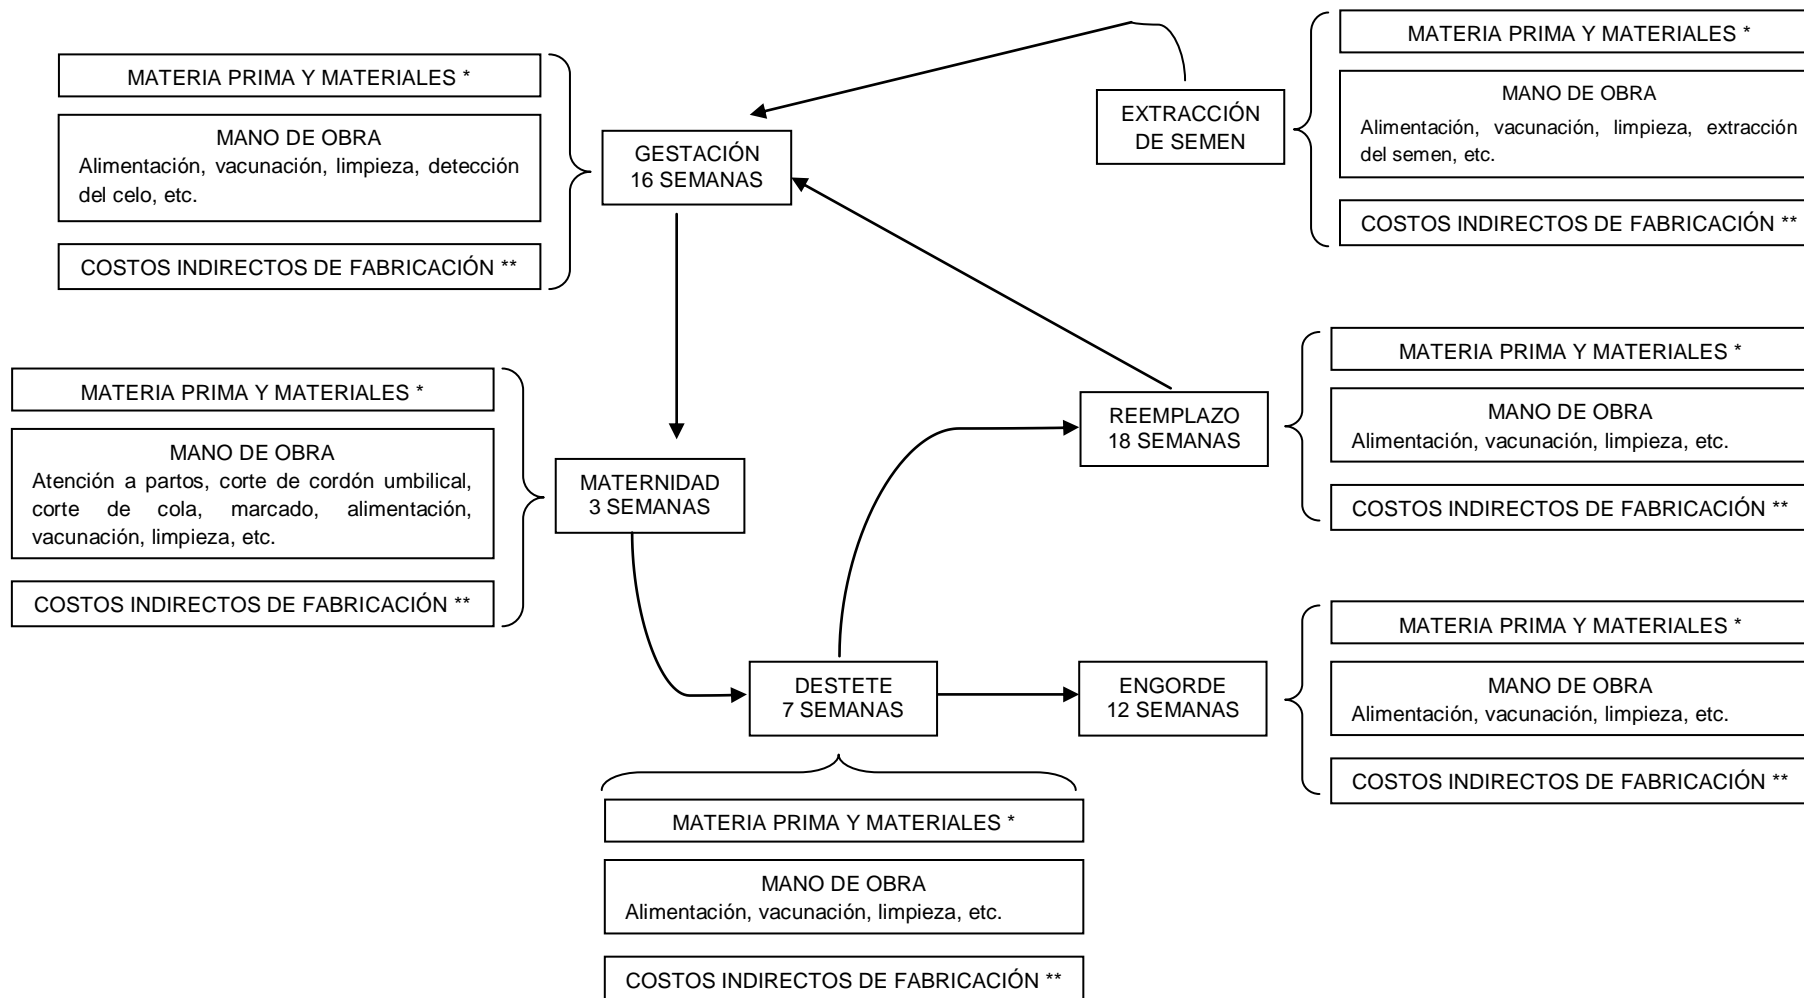 MATERIA PRIMA Y MATERIALES *
MANO DE OBRA
Alimentación, vacunación, limpieza, detección
del celo, etc.
COSTOS INDIRECTOS DE FABRICACIÓN **
GESTACIÓN
16 SEMANAS
EXTRACCIÓN
DE SEMEN
MATERIA PRIMA Y MATERIALES *
MANO DE OBRA
Alimentación, vacunación, limpieza, extracción
del semen, etc.
COSTOS INDIRECTOS DE FABRICACIÓN **
MATERIA PRIMA Y MATERIALES *
MANO DE OBRA
Atención a partos, corte de cordón umbilical,
corte de cola, marcado, alimentación,
vacunación, limpieza, etc.
COSTOS INDIRECTOS DE FABRICACIÓN **
MATERNIDAD
3 SEMANAS
REEMPLAZO
18 SEMANAS
MATERIA PRIMA Y MATERIALES *
MANO DE OBRA
Alimentación, vacunación, limpieza, etc.
COSTOS INDIRECTOS DE FABRICACIÓN **
DESTETE
7 SEMANAS
ENGORDE
12 SEMANAS
MATERIA PRIMA Y MATERIALES *
MANO DE OBRA
Alimentación, vacunación, limpieza, etc.
COSTOS INDIRECTOS DE FABRICACIÓN **
MATERIA PRIMA Y MATERIALES *
MANO DE OBRA
Alimentación, vacunación, limpieza, etc.
COSTOS INDIRECTOS DE FABRICACIÓN **